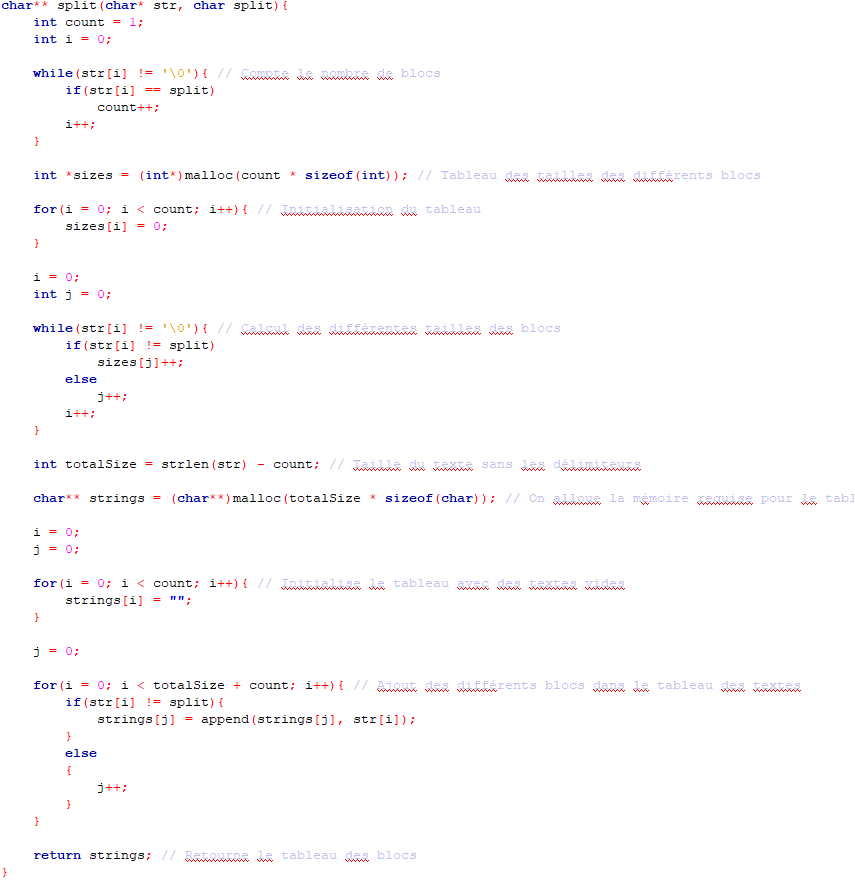 char** split(char* str, char split){
    int count = 1;
    int i = 0;

    while(str[i] != '\0'){ // Compte le nombre de blocs
        if(str[i] == split)
            count++;
        i++;
    }

    int *sizes = (int*)malloc(count * sizeof(int)); // Tableau des tailles des différents blocs

    for(i = 0; i < count; i++){ // Initialisation du tableau
        sizes[i] = 0;
    }

    i = 0;
    int j = 0;

    while(str[i] != '\0'){ // Calcul des différentes tailles des blocs
        if(str[i] != split)
            sizes[j]++;
        else
            j++;
        i++;
    }

    int totalSize = strlen(str) - count; // Taille du texte sans les délimiteurs

    char** strings = (char**)malloc(totalSize * sizeof(char)); // On alloue la mémoire requise pour le tabl

    i = 0;
    j = 0;

    for(i = 0; i < count; i++){ // Initialise le tableau avec des textes vides
        strings[i] = "";
    }

    j = 0;

    for(i = 0; i < totalSize + count; i++){ // Ajout des différents blocs dans le tableau des textes
        if(str[i] != split){
            strings[j] = append(strings[j], str[i]);
        }
        else
        {
            j++;
        }
    }

    return strings; // Retourne le tableau des blocs
}